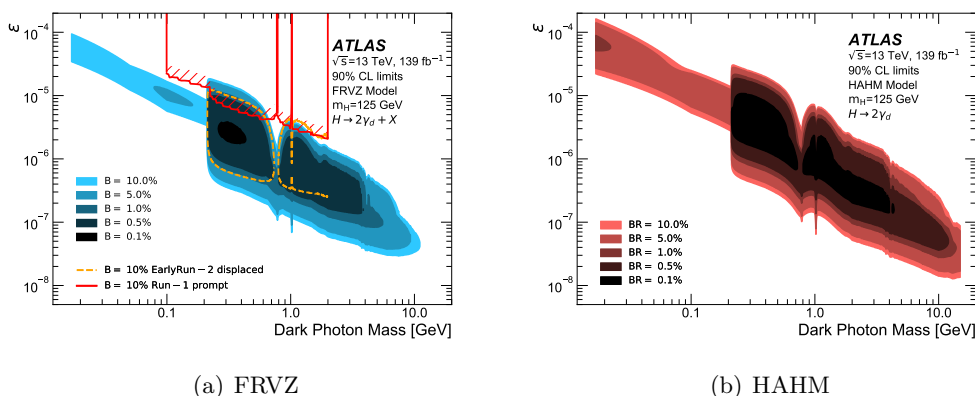 ε
10⁻⁴
10⁻⁵
10⁻⁶
10⁻⁷
10⁻⁸
ATLAS
√s=13 TeV, 139 fb⁻¹
90% CL limits
FRVZ Model
m_H=125 GeV
H→2γ_d + X
B = 10.0%
B = 5.0%
B = 1.0%
B = 0.5%
B = 0.1%
B = 10% EarlyRun−2 displaced
B = 10% Run−1 prompt
0.1
1.0
10.0
Dark Photon Mass [GeV]
(a) FRVZ
ε
10⁻⁴
10⁻⁵
10⁻⁶
10⁻⁷
10⁻⁸
ATLAS
√s=13 TeV, 139 fb⁻¹
90% CL limits
HAHM Model
m_H=125 GeV
H→2γ_d
BR = 10.0%
BR = 5.0%
BR = 1.0%
BR = 0.5%
BR = 0.1%
0.1
1.0
10.0
Dark Photon Mass [GeV]
(b) HAHM